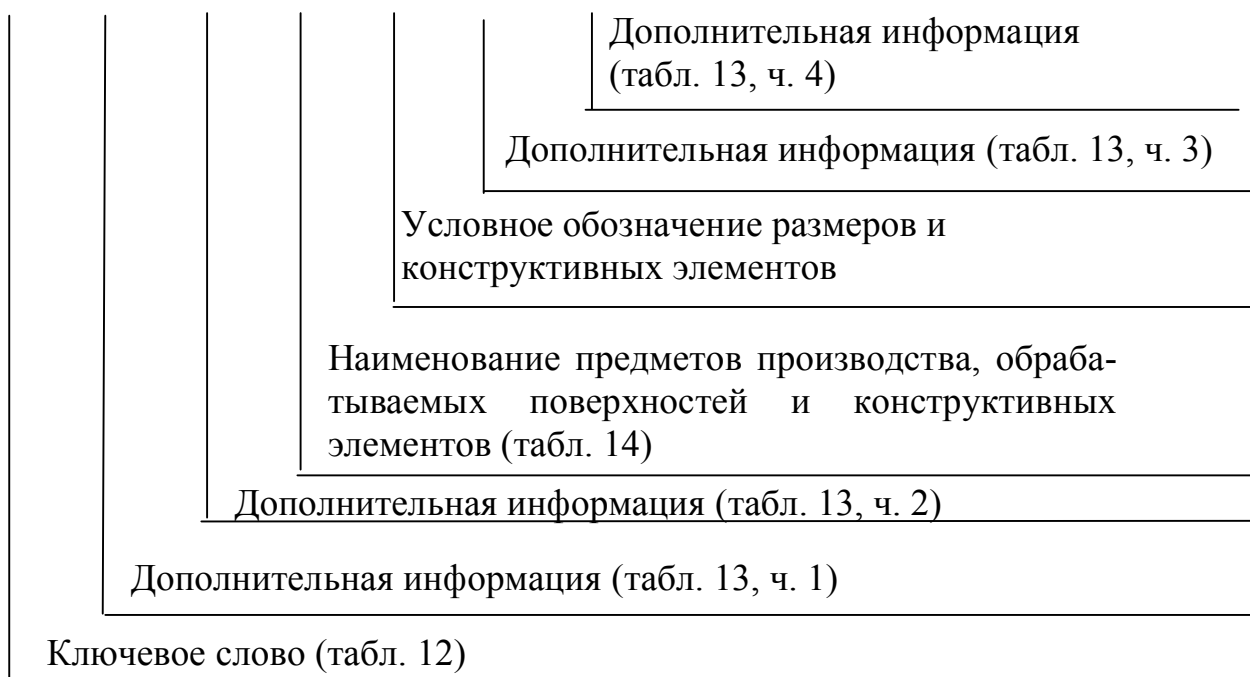 Дополнительная информация
(табл. 13, ч. 4)
Дополнительная информация (табл. 13, ч. 3)
Условное обозначение размеров и
конструктивных элементов
Наименование предметов производства, обраба-
тываемых поверхностей и конструктивных
элементов (табл. 14)
Дополнительная информация (табл. 13, ч. 2)
Дополнительная информация (табл. 13, ч. 1)
Ключевое слово (табл. 12)